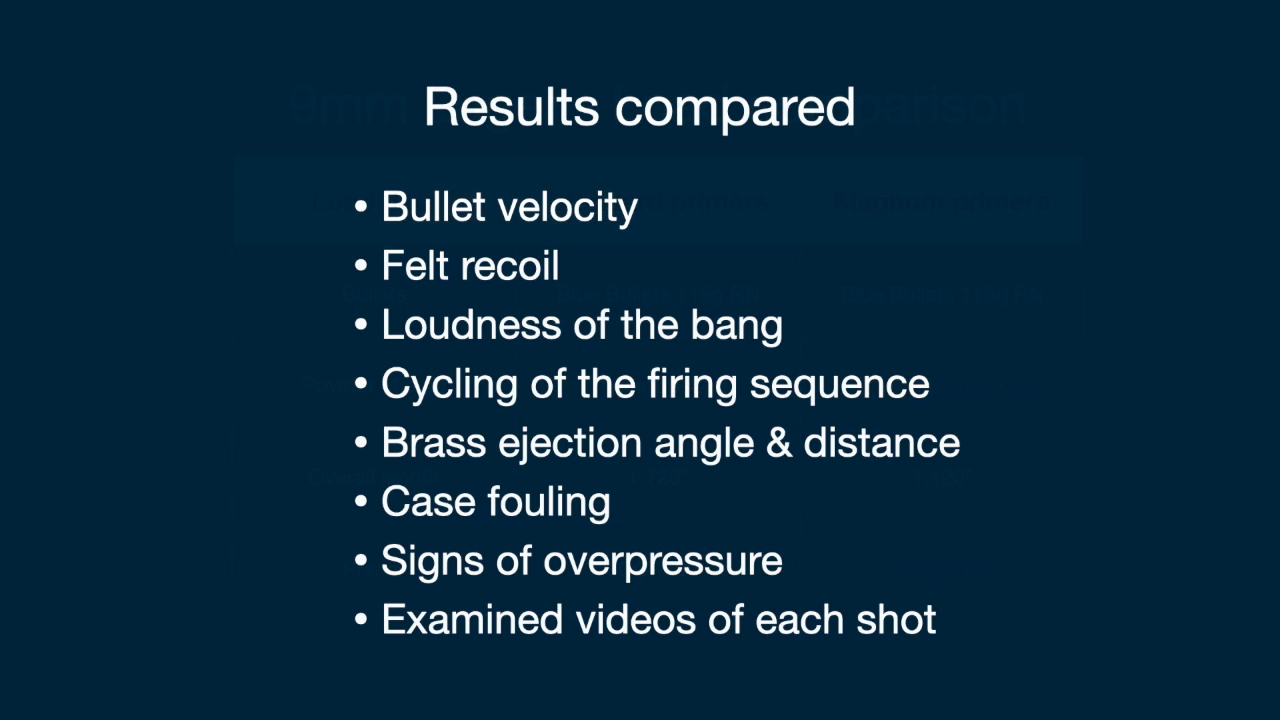 Results compared
• Bullet velocity
• Felt recoil
• Loudness of the bang
• Cycling of the firing sequence
• Brass ejection angle & distance
• Case fouling
• Signs of overpressure
• Examined videos of each shot